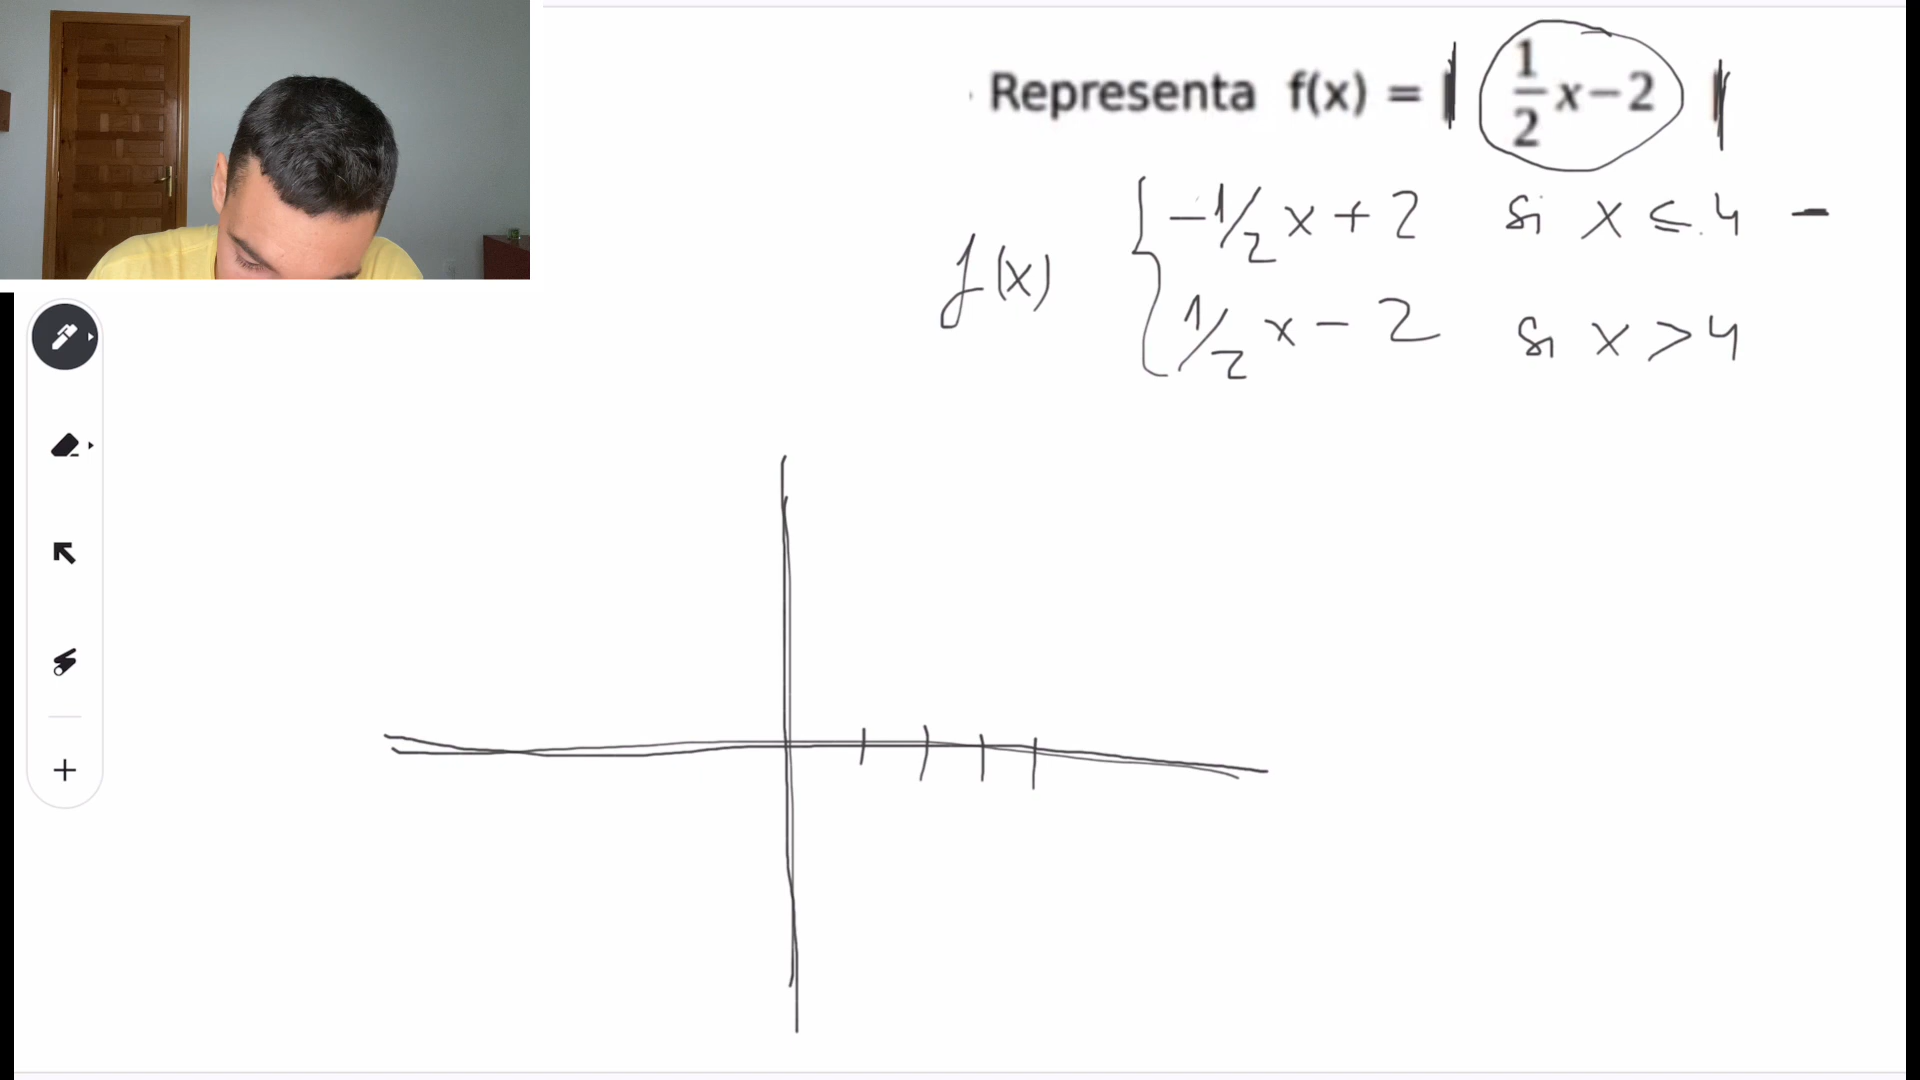 Representa f(x) = | 1/2 x − 2 |
f(x) { −1/2 x + 2 si x ≤ 4 −
1/2 x − 2 si x > 4